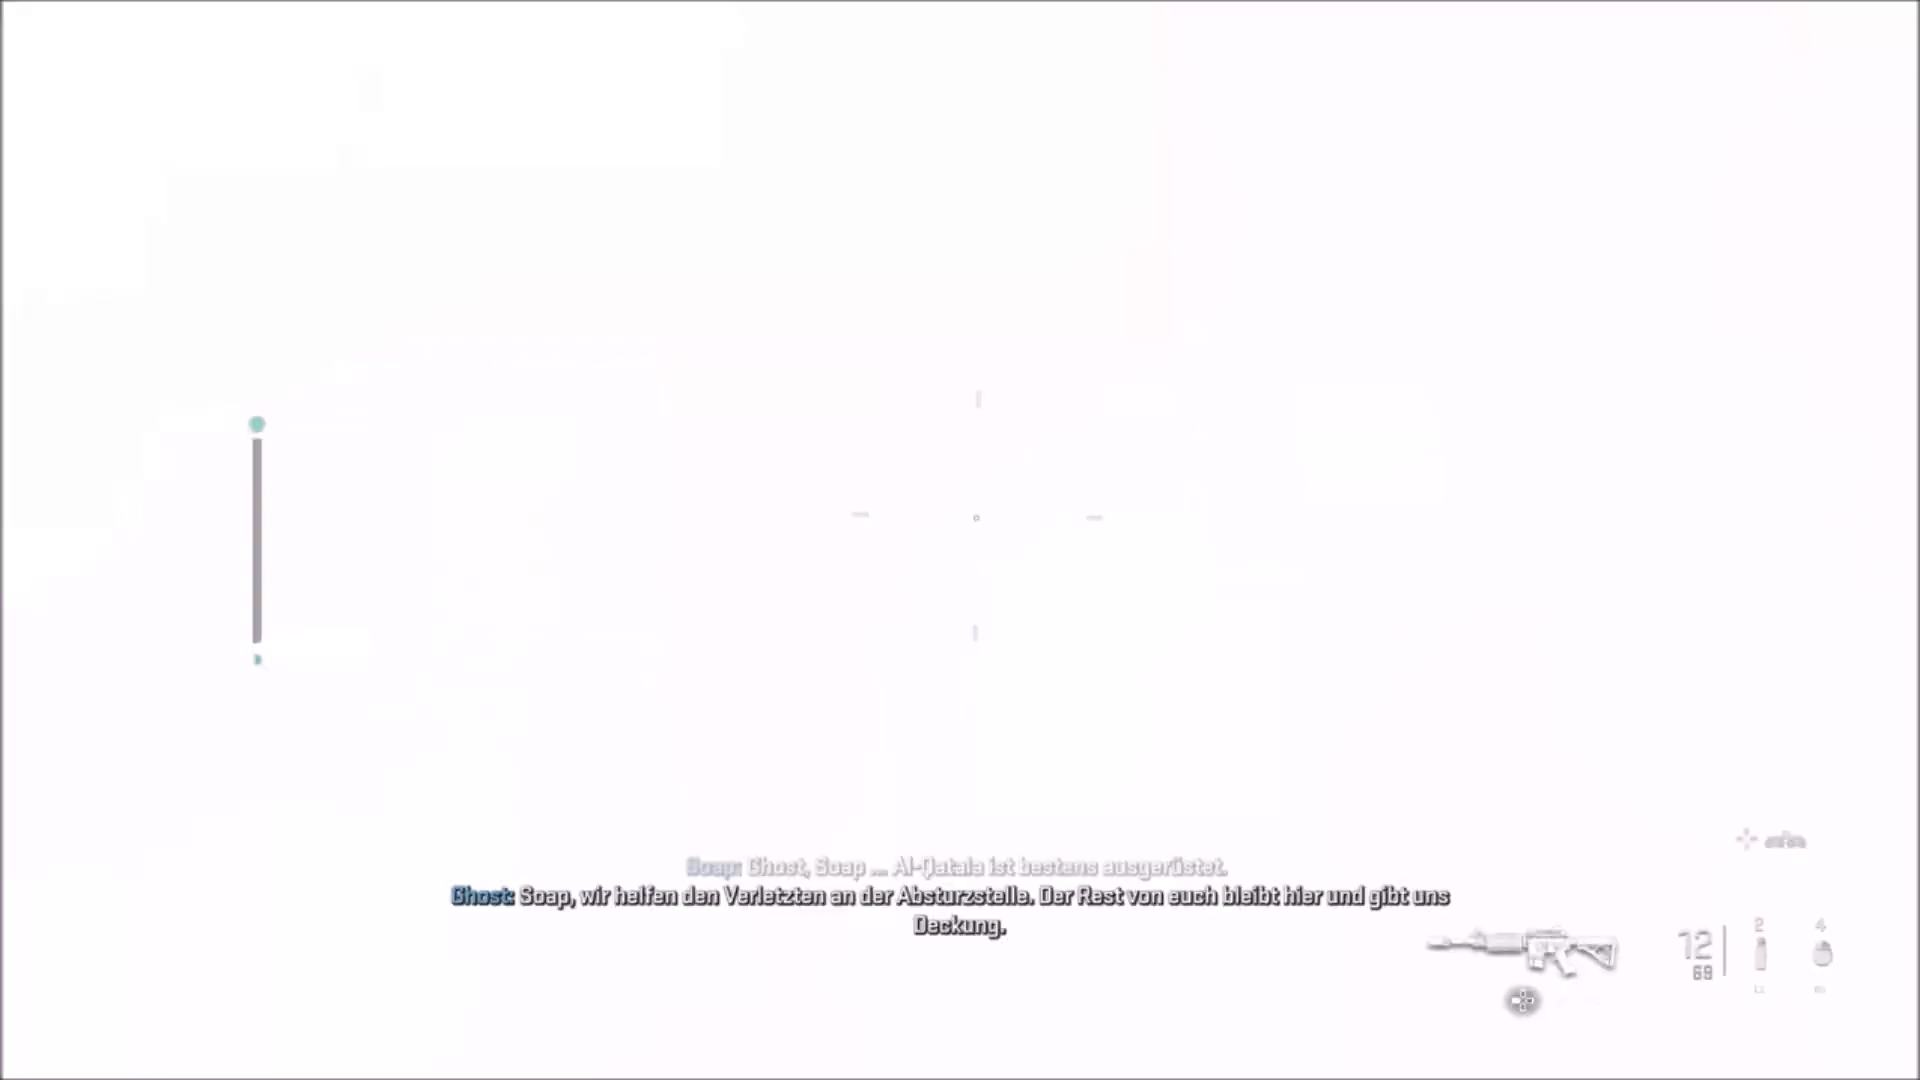 Soap: Ghost, Soap ... Al-Qatala ist bestens ausgerüstet.
Ghost: Soap, wir helfen den Verletzten an der Absturzstelle. Der Rest von euch bleibt hier und gibt uns
Deckung.
2 4
12
69
L1